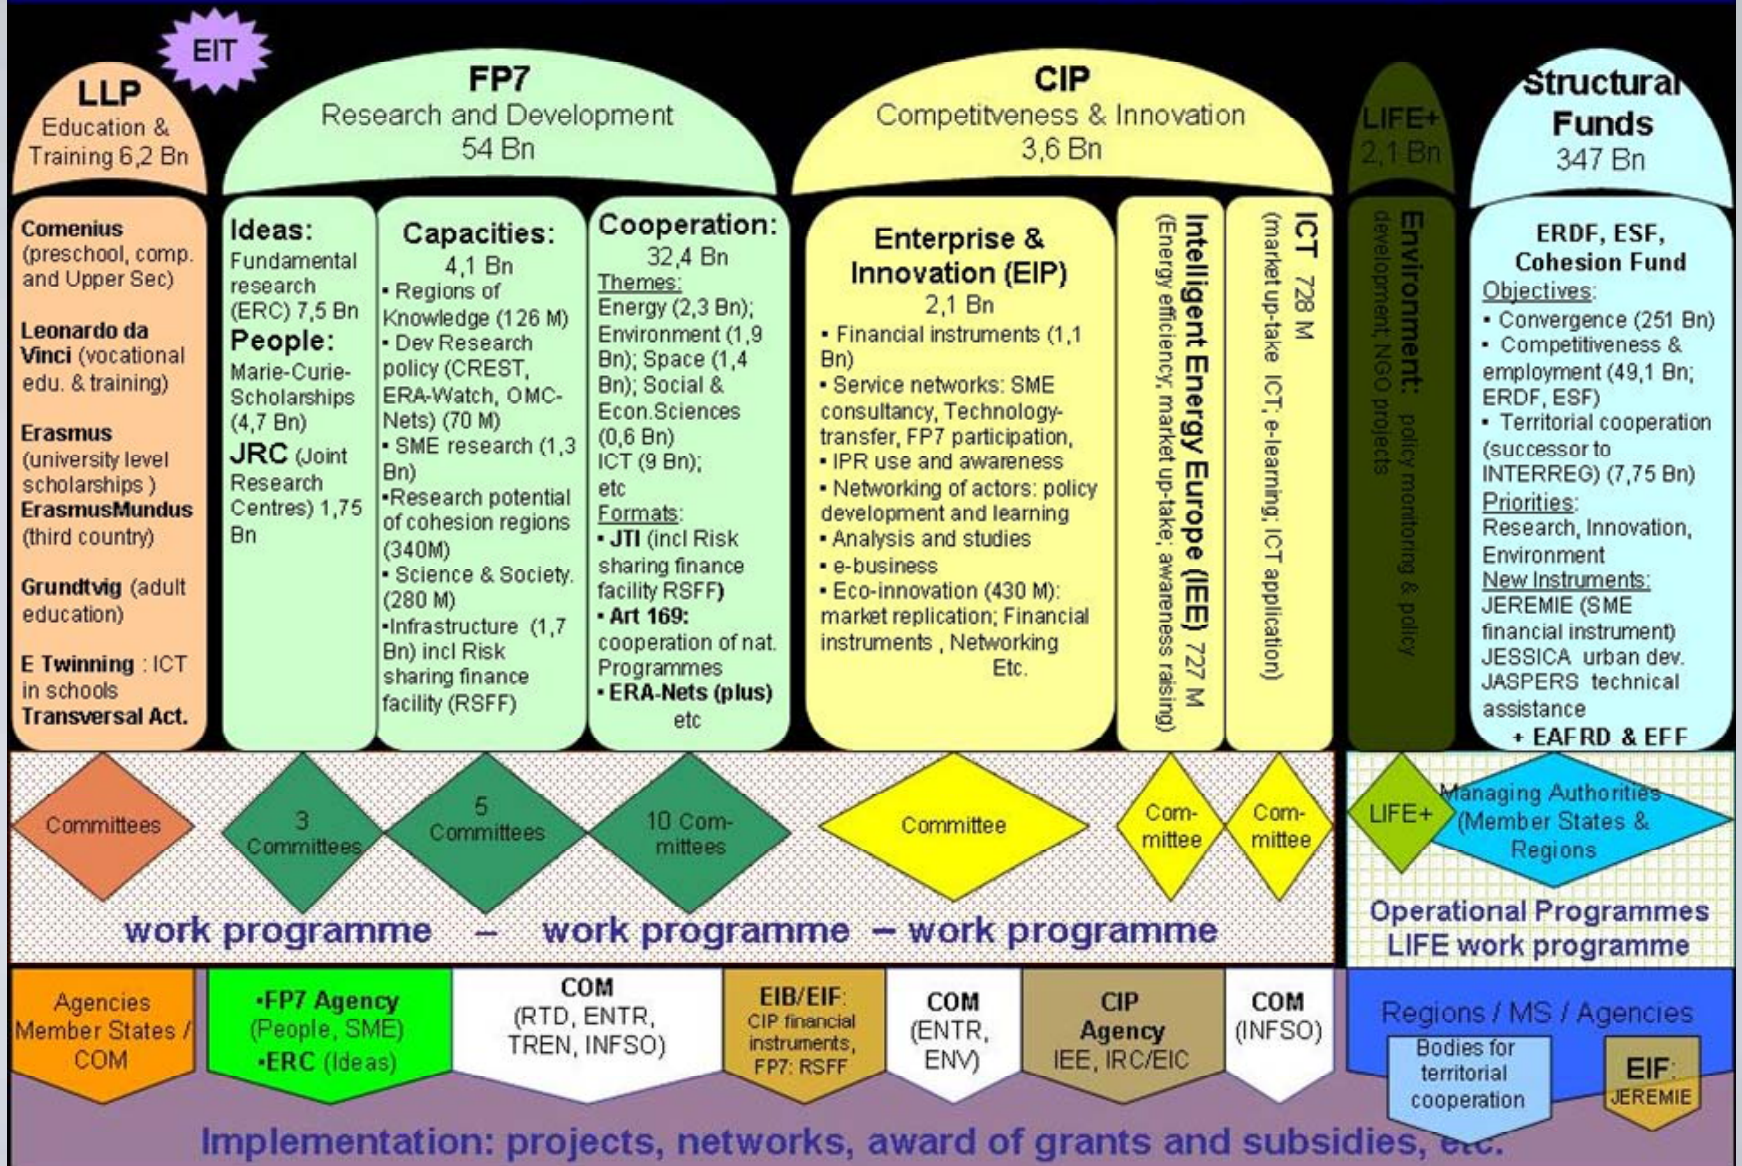 EIT
LLP
Education &
Training 6,2 Bn
FP7
Research and Development
54 Bn
CIP
Competitveness & Innovation
3,6 Bn
LIFE+
2,1 Bn
Structural
Funds
347 Bn
Comenius
(preschool, comp.
and Upper Sec)
Leonardo da
Vinci (vocational
edu. & training)
Erasmus
(university level
scholarships )
ErasmusMundus
(third country)
Grundtvig (adult
education)
E Twinning : ICT
in schools
Transversal Act.
Ideas:
Fundamental
research
(ERC) 7,5 Bn
People:
Marie-Curie-
Scholarships
(4,7 Bn)
JRC (Joint
Research
Centres) 1,75
Bn
Capacities:
4,1 Bn
▪ Regions of
Knowledge (126 M)
▪ Dev Research
policy (CREST,
ERA-Watch, OMC-
Nets) (70 M)
▪ SME research (1,3
Bn)
▪Research potential
of cohesion regions
(340M)
▪ Science & Society.
(280 M)
▪Infrastructure (1,7
Bn) incl Risk
sharing finance
facility (RSFF)
Cooperation:
32,4 Bn
Themes:
Energy (2,3 Bn);
Environment (1,9
Bn); Space (1,4
Bn); Social &
Econ.Sciences
(0,6 Bn)
ICT (9 Bn);
etc
Formats:
▪ JTI (incl Risk
sharing finance
facility RSFF)
▪ Art 169:
cooperation of nat.
Programmes
▪ ERA-Nets (plus)
etc
Enterprise &
Innovation (EIP)
2,1 Bn
▪ Financial instruments (1,1
Bn)
▪ Service networks: SME
consultancy, Technology-
transfer, FP7 participation,
▪ IPR use and awareness
▪ Networking of actors: policy
development and learning
▪ Analysis and studies
▪ e-business
▪ Eco-innovation (430 M):
market replication; Financial
instruments , Networking
Etc.
Intelligent Energy Europe (IEE) 727 M
(Energy efficiency; market up-take; awareness raising)
ICT 728 M
(market up-take ICT; e-learning; ICT application)
Environment: policy monitoring & policy
development; NGO projects
ERDF, ESF,
Cohesion Fund
Objectives:
▪ Convergence (251 Bn)
▪ Competitiveness &
employment (49,1 Bn;
ERDF, ESF)
▪ Territorial cooperation
(successor to
INTERREG) (7,75 Bn)
Priorities:
Research, Innovation,
Environment
New Instruments:
JEREMIE (SME
financial instrument)
JESSICA urban dev.
JASPERS technical
assistance
+ EAFRD & EFF
Committees
3
Committees
5
Committees
10 Com-
mittees
Committee
Com-
mittee
Com-
mittee
LIFE+
Managing Authorities
(Member States &
Regions
work programme – work programme – work programme
Operational Programmes
LIFE work programme
Agencies
Member States /
COM
▪FP7 Agency
(People, SME)
▪ERC (Ideas)
COM
(RTD, ENTR,
TREN, INFSO)
EIB/EIF:
CIP financial
instruments,
FP7: RSFF
COM
(ENTR,
ENV)
CIP
Agency
IEE, IRC/EIC
COM
(INFSO)
Regions / MS / Agencies
Bodies for
territorial
cooperation
EIF:
JEREMIE
Implementation: projects, networks, award of grants and subsidies, etc.